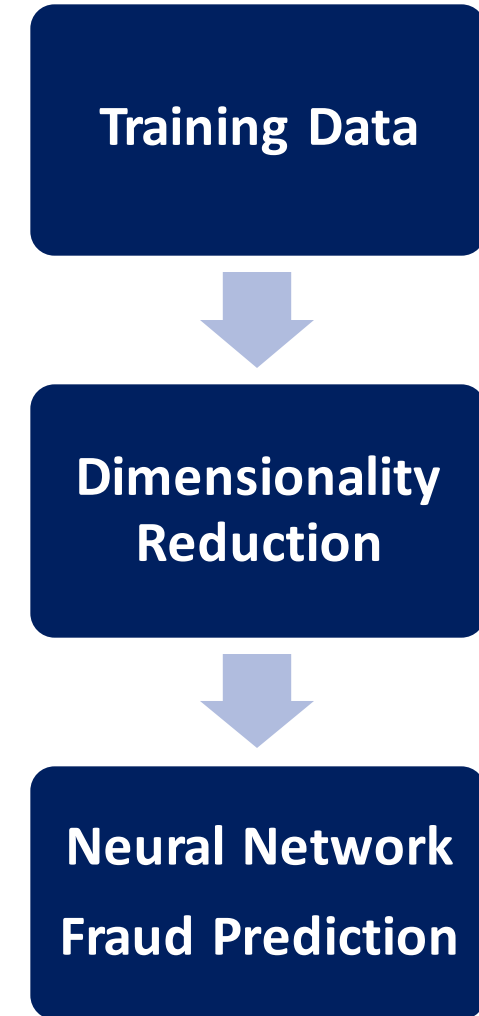 Training Data
Dimensionality
Reduction
Neural Network
Fraud Prediction